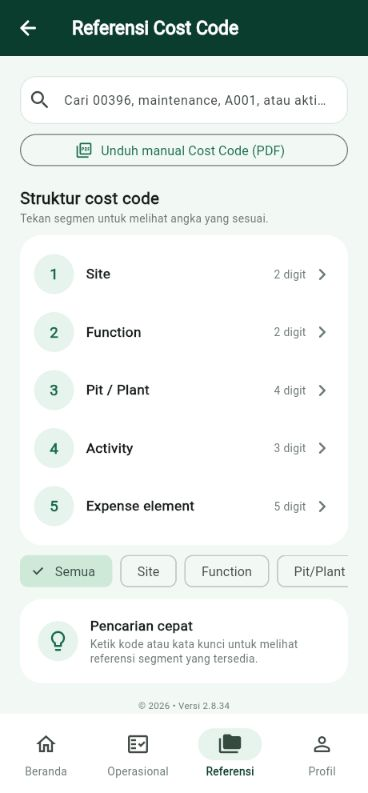 Referensi Cost Code
Cari 00396, maintenance, A001, atau akti...
PDF
Unduh manual Cost Code (PDF)
Struktur cost code
Tekan segmen untuk melihat angka yang sesuai.
1 Site 2 digit
2 Function 2 digit
3 Pit / Plant 4 digit
4 Activity 3 digit
5 Expense element 5 digit
Semua Site Function Pit/Plant
Pencarian cepat
Ketik kode atau kata kunci untuk melihat
referensi segmen yang tersedia.
© 2026 • Versi 2.8.34
Beranda Operasional Referensi Profil